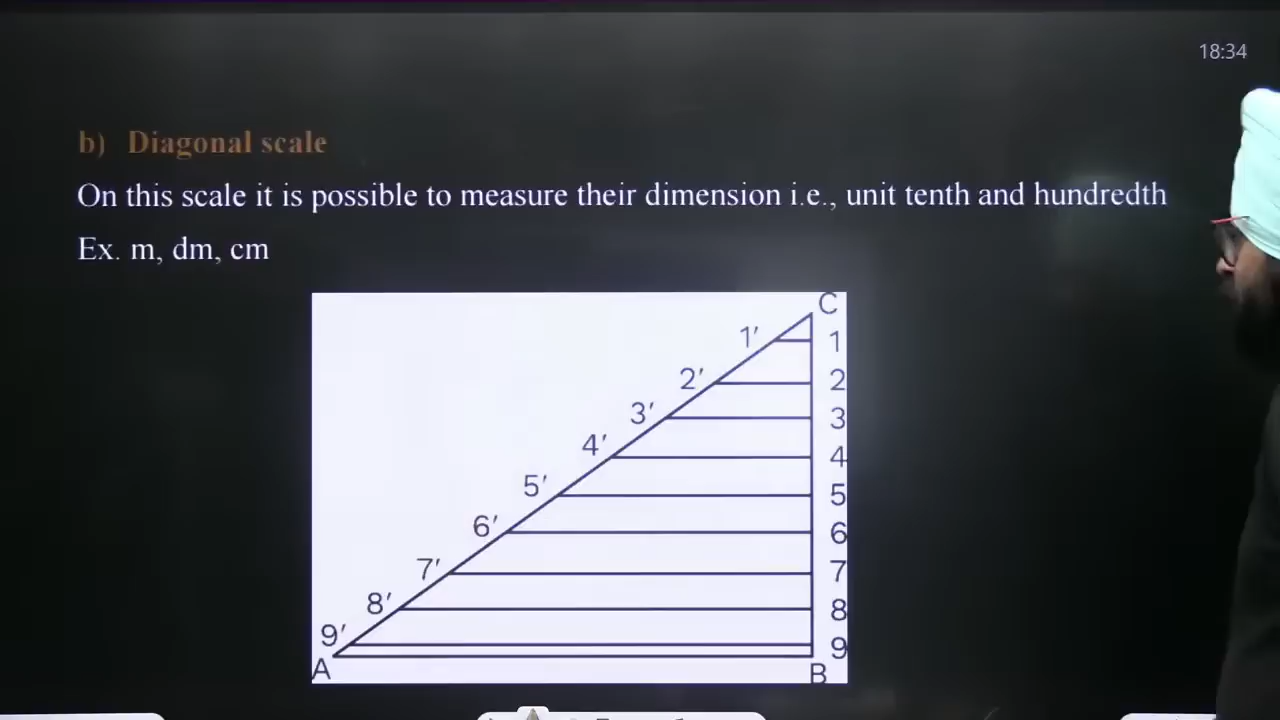 18:34
b) Diagonal scale
On this scale it is possible to measure their dimension i.e., unit tenth and hundredth
Ex. m, dm, cm
C
1′ 1
2′ 2
3′ 3
4′ 4
5′ 5
6′ 6
7′ 7
8′ 8
9′ 9
A B